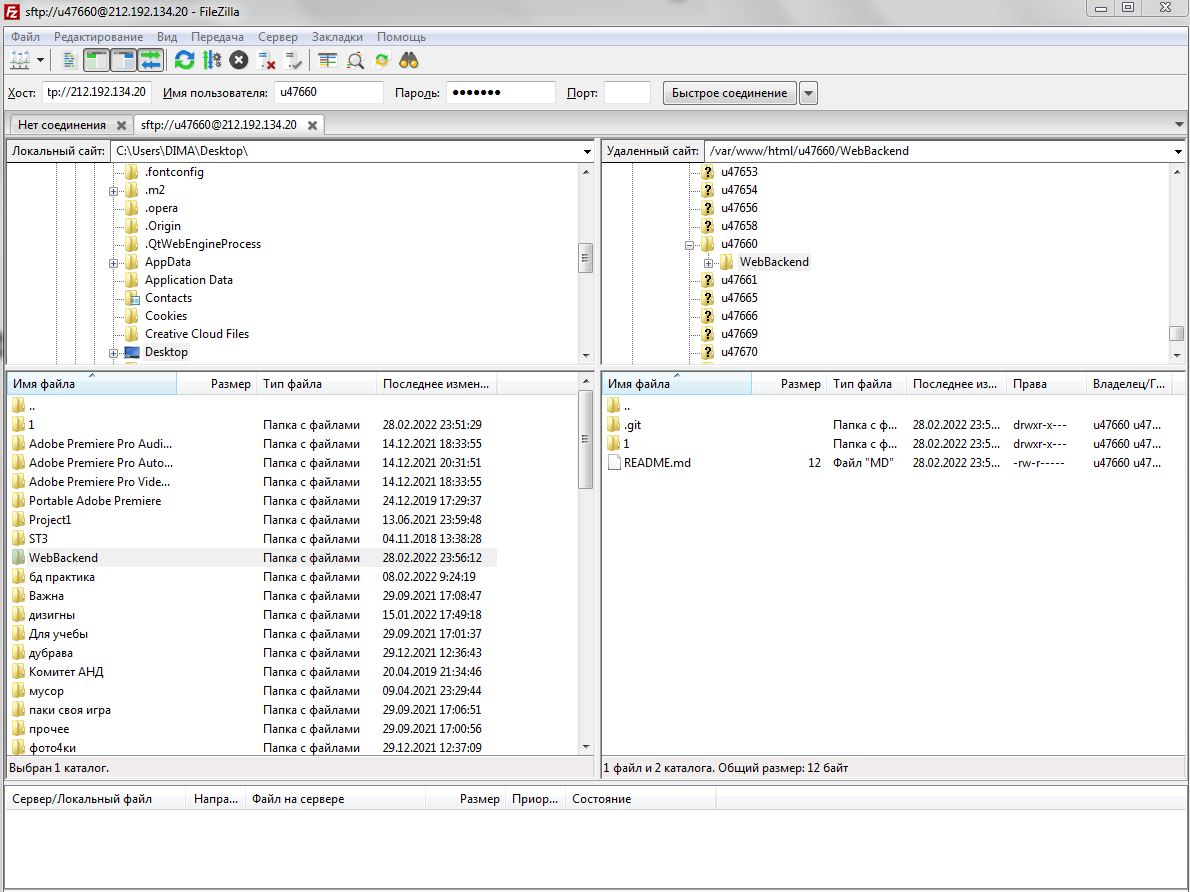 sftp://u47660@212.192.134.20 - FileZilla
Файл Редактирование Вид Передача Сервер Закладки Помощь
Хост: tp://212.192.134.20 Имя пользователя: u47660 Пароль: ●●●●●●● Порт: Быстрое соединение
Нет соединения sftp://u47660@212.192.134.20
Локальный сайт: C:\Users\DIMA\Desktop\
.fontconfig
.m2
.opera
.Origin
.QtWebEngineProcess
AppData
Application Data
Contacts
Cookies
Creative Cloud Files
Desktop
Удаленный сайт: /var/www/html/u47660/WebBackend
u47653
u47654
u47656
u47658
u47660
WebBackend
u47661
u47665
u47666
u47669
u47670
Имя файла Размер Тип файла Последнее измен...
..
1 Папка с файлами 28.02.2022 23:51:29
Adobe Premiere Pro Audi... Папка с файлами 14.12.2021 18:33:55
Adobe Premiere Pro Auto... Папка с файлами 14.12.2021 20:31:51
Adobe Premiere Pro Vide... Папка с файлами 14.12.2021 18:33:55
Portable Adobe Premiere Папка с файлами 24.12.2019 17:29:37
Project1 Папка с файлами 13.06.2021 23:59:48
ST3 Папка с файлами 04.11.2018 13:38:28
WebBackend Папка с файлами 28.02.2022 23:56:12
бд практика Папка с файлами 08.02.2022 9:24:19
Важна Папка с файлами 29.09.2021 17:08:47
дизигны Папка с файлами 15.01.2022 17:49:18
Для учебы Папка с файлами 29.09.2021 17:01:37
дубрава Папка с файлами 29.12.2021 12:36:43
Комитет АНД Папка с файлами 20.04.2019 21:34:46
мусор Папка с файлами 09.04.2021 23:29:44
паки своя игра Папка с файлами 29.09.2021 17:06:51
прочее Папка с файлами 29.09.2021 17:00:56
фото4ки Папка с файлами 29.12.2021 12:37:09
Выбран 1 каталог.
Имя файла Размер Тип файла Последнее из... Права Владелец/Г...
..
.git Папка с ф... 28.02.2022 23:5... drwxr-x--- u47660 u47...
1 Папка с ф... 28.02.2022 23:5... drwxr-x--- u47660 u47...
README.md 12 Файл "MD" 28.02.2022 23:5... -rw-r----- u47660 u47...
1 файл и 2 каталога. Общий размер: 12 байт
Сервер/Локальный файл Напра... Файл на сервере Размер Приор... Состояние